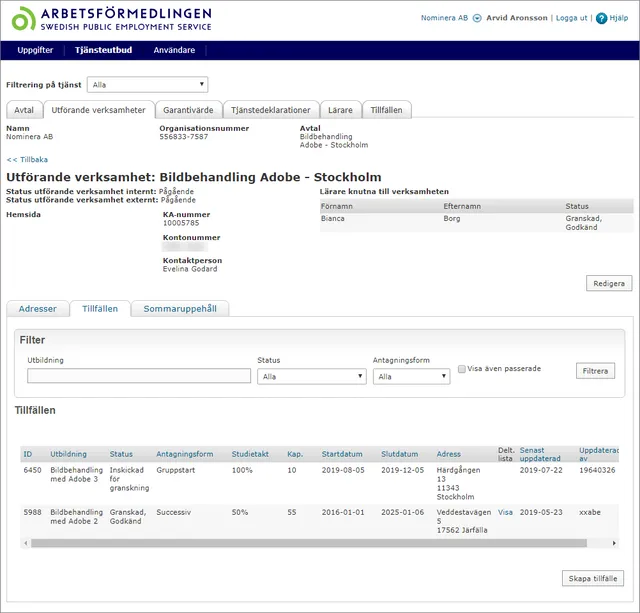 ARBETSFÖRMEDLINGEN
SWEDISH PUBLIC EMPLOYMENT SERVICE
Nominera AB Arvid Aronsson | Logga ut | ? Hjälp
Uppgifter Tjänsteutbud Användare
Filtrering på tjänst Alla
Avtal Utförande verksamheter Garantivärde Tjänstedeklarationer Lärare Tillfällen
Namn Organisationsnummer Avtal
Nominera AB 556833-7587 Bildbehandling
Adobe - Stockholm
<< Tillbaka
Utförande verksamhet: Bildbehandling Adobe - Stockholm
Status utförande verksamhet internt: Pågående
Status utförande verksamhet externt: Pågående
Lärare knutna till verksamheten
Förnamn Efternamn Status
Bianca Borg Granskad,
Godkänd
Hemsida KA-nummer
10005785
Kontonummer
Kontaktperson
Evelina Godard
Redigera
Adresser Tillfällen Sommaruppehåll
Filter
Utbildning Status Antagningsform
Alla Alla Visa även passerade Filtrera
Tillfällen
ID Utbildning Status Antagningsform Studietakt Kap. Startdatum Slutdatum Adress Delt. lista Senast uppdaterad Uppdaterad av
6450 Bildbehandling Inskickad Gruppstart 100% 10 2019-08-05 2019-12-05 Härdgången 2019-07-22 19640326
med Adobe 3 för 13
granskning 11343
Stockholm
5988 Bildbehandling Granskad, Successiv 50% 55 2016-01-01 2025-01-06 Veddestavägen Visa 2019-05-23 xxabe
med Adobe 2 Godkänd 5
17562 Järfälla
Skapa tillfälle